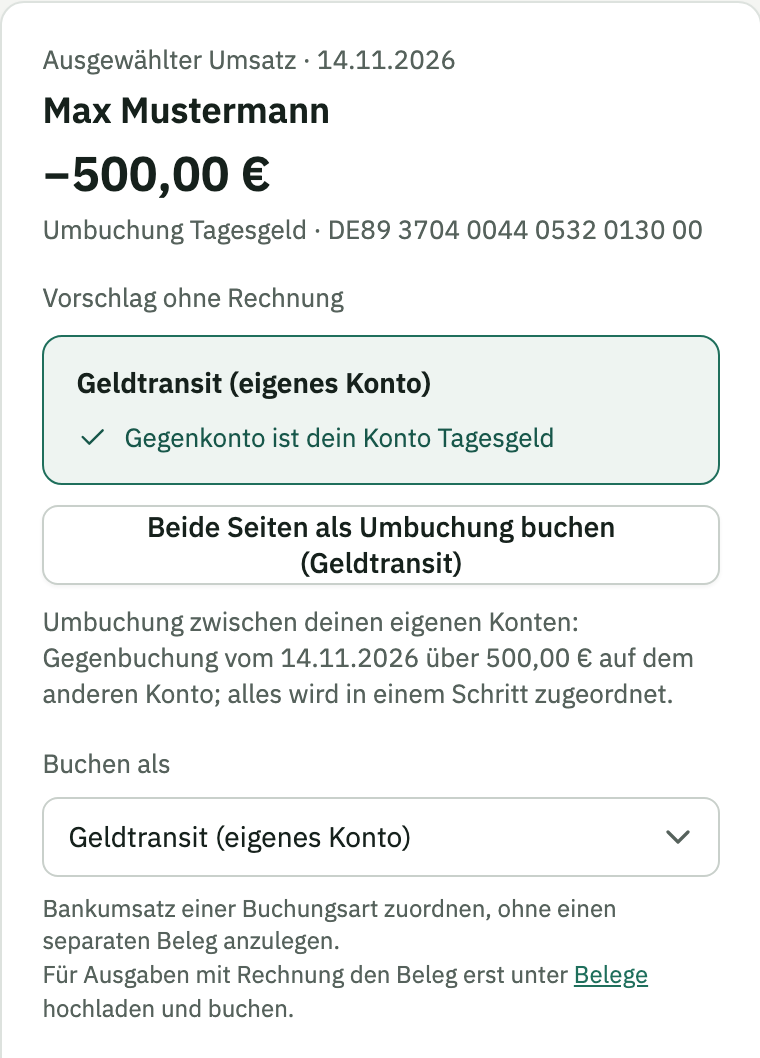 Ausgewählter Umsatz · 14.11.2026
Max Mustermann
−500,00 €
Umbuchung Tagesgeld · DE89 3704 0044 0532 0130 00
Vorschlag ohne Rechnung
Geldtransit (eigenes Konto)
Gegenkonto ist dein Konto Tagesgeld
Beide Seiten als Umbuchung buchen
(Geldtransit)
Umbuchung zwischen deinen eigenen Konten:
Gegenbuchung vom 14.11.2026 über 500,00 € auf dem
anderen Konto; alles wird in einem Schritt zugeordnet.
Buchen als
Geldtransit (eigenes Konto)
Bankumsatz einer Buchungsart zuordnen, ohne einen
separaten Beleg anzulegen.
Für Ausgaben mit Rechnung den Beleg erst unter Belege
hochladen und buchen.